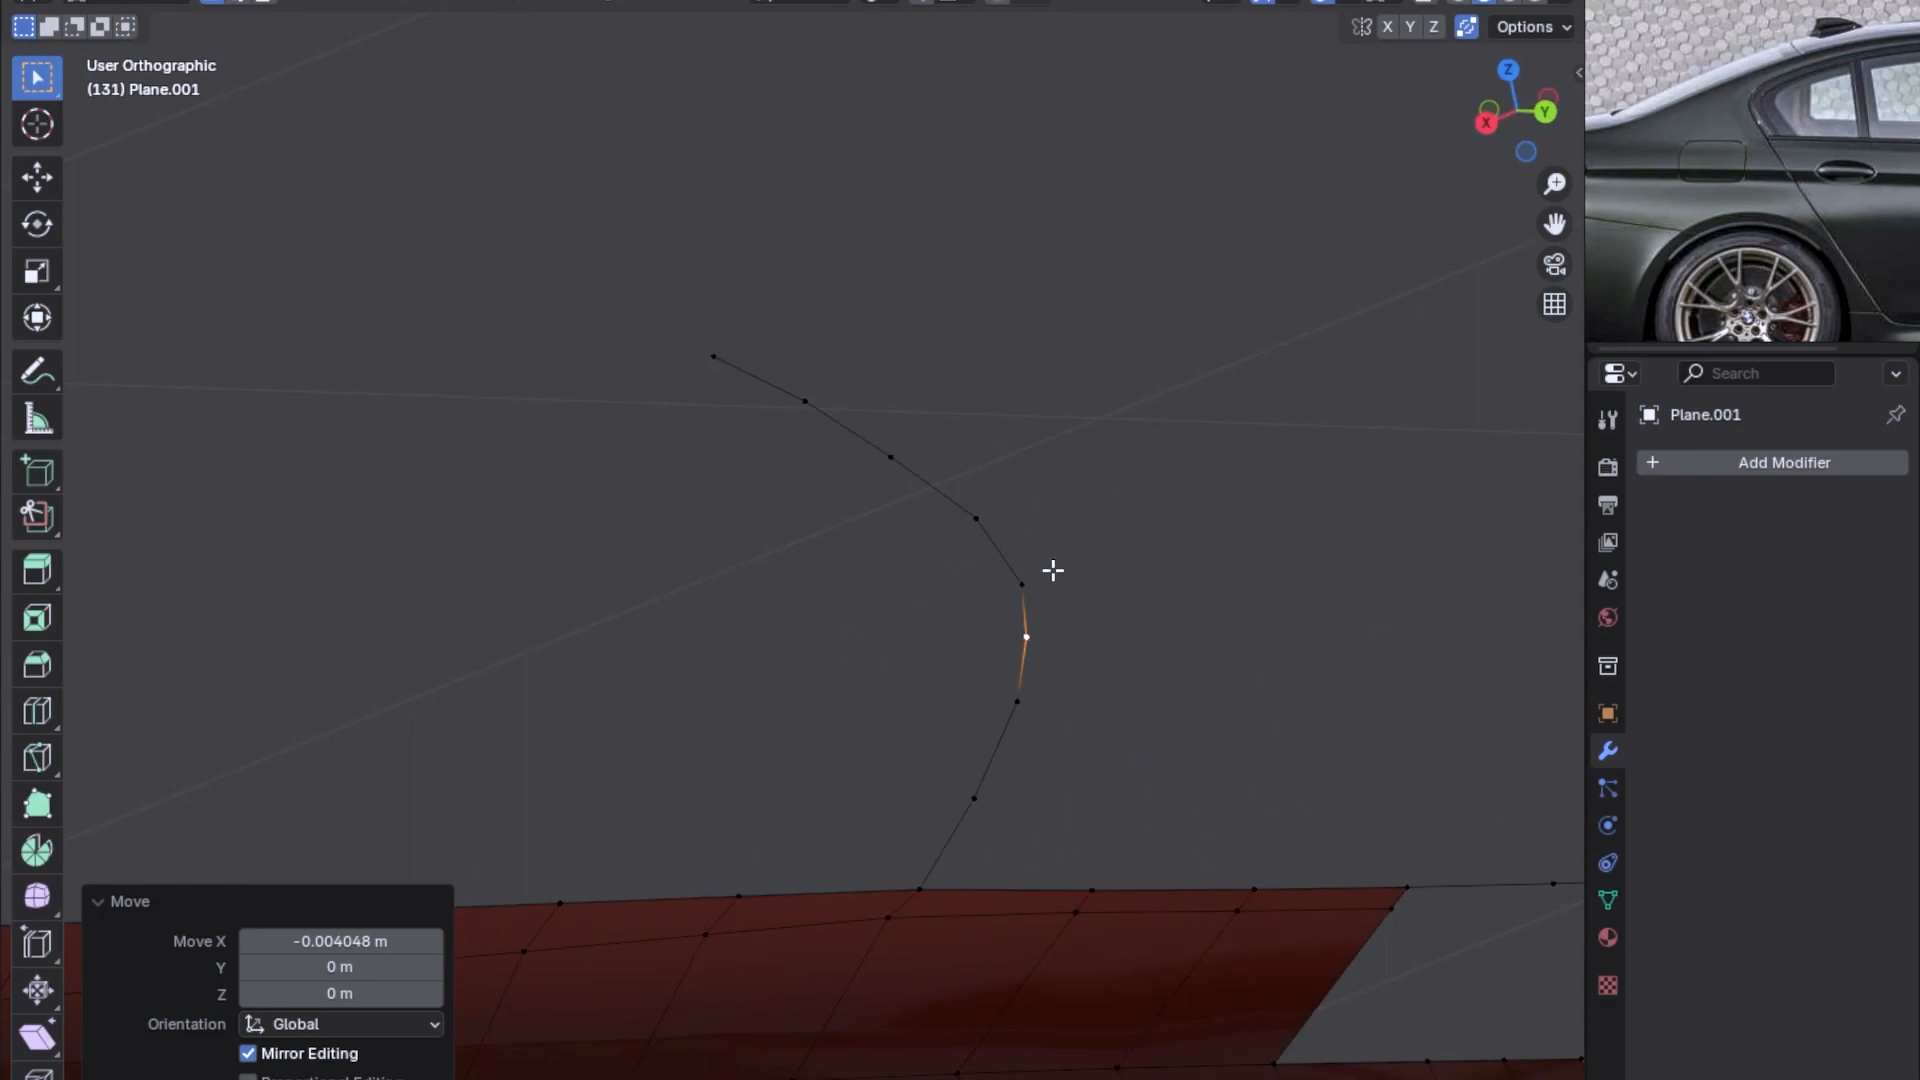 X Y Z Options
User Orthographic
(131) Plane.001
Z
Y
X
Search
Plane.001
+ Add Modifier
Move
Move X -0.004048 m
Y 0 m
Z 0 m
Orientation Global
Mirror Editing